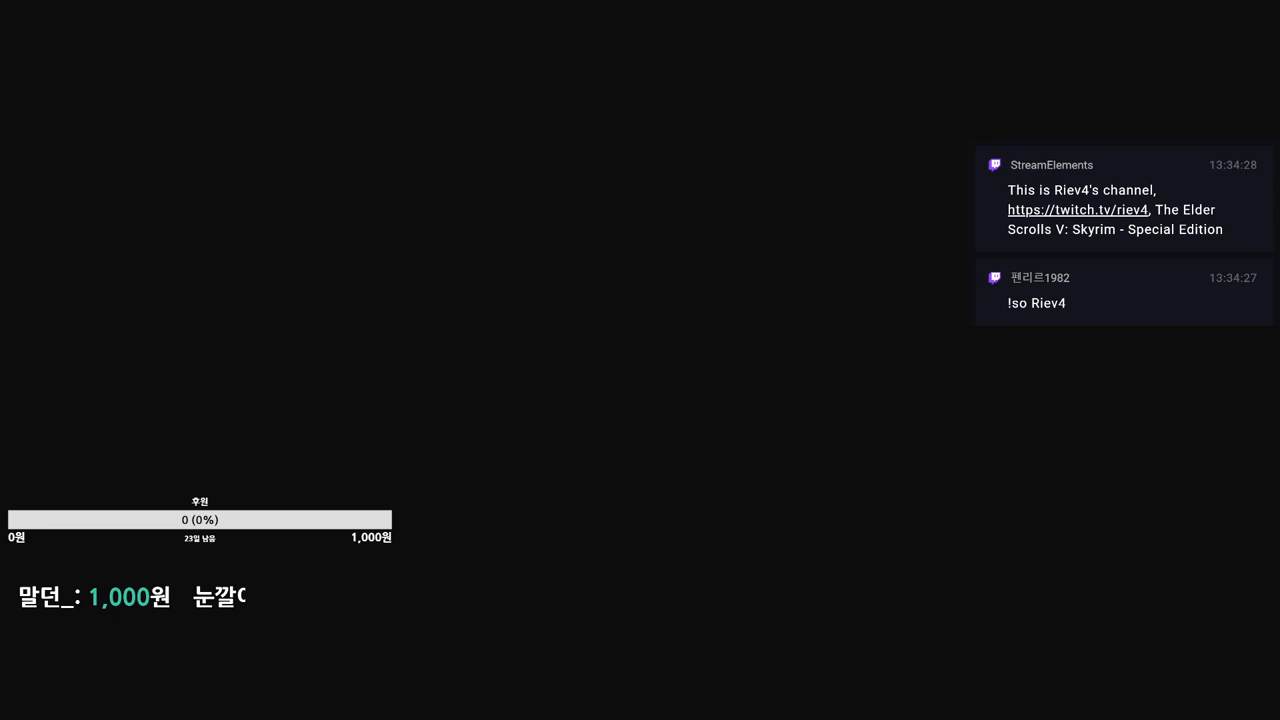 StreamElements 13:34:28
This is Riev4's channel,
https://twitch.tv/riev4, The Elder
Scrolls V: Skyrim - Special Edition
펜리르1982 13:34:27
!so Riev4
후원
0 (0%)
0원 23일 남음 1,000원
말던_: 1,000원